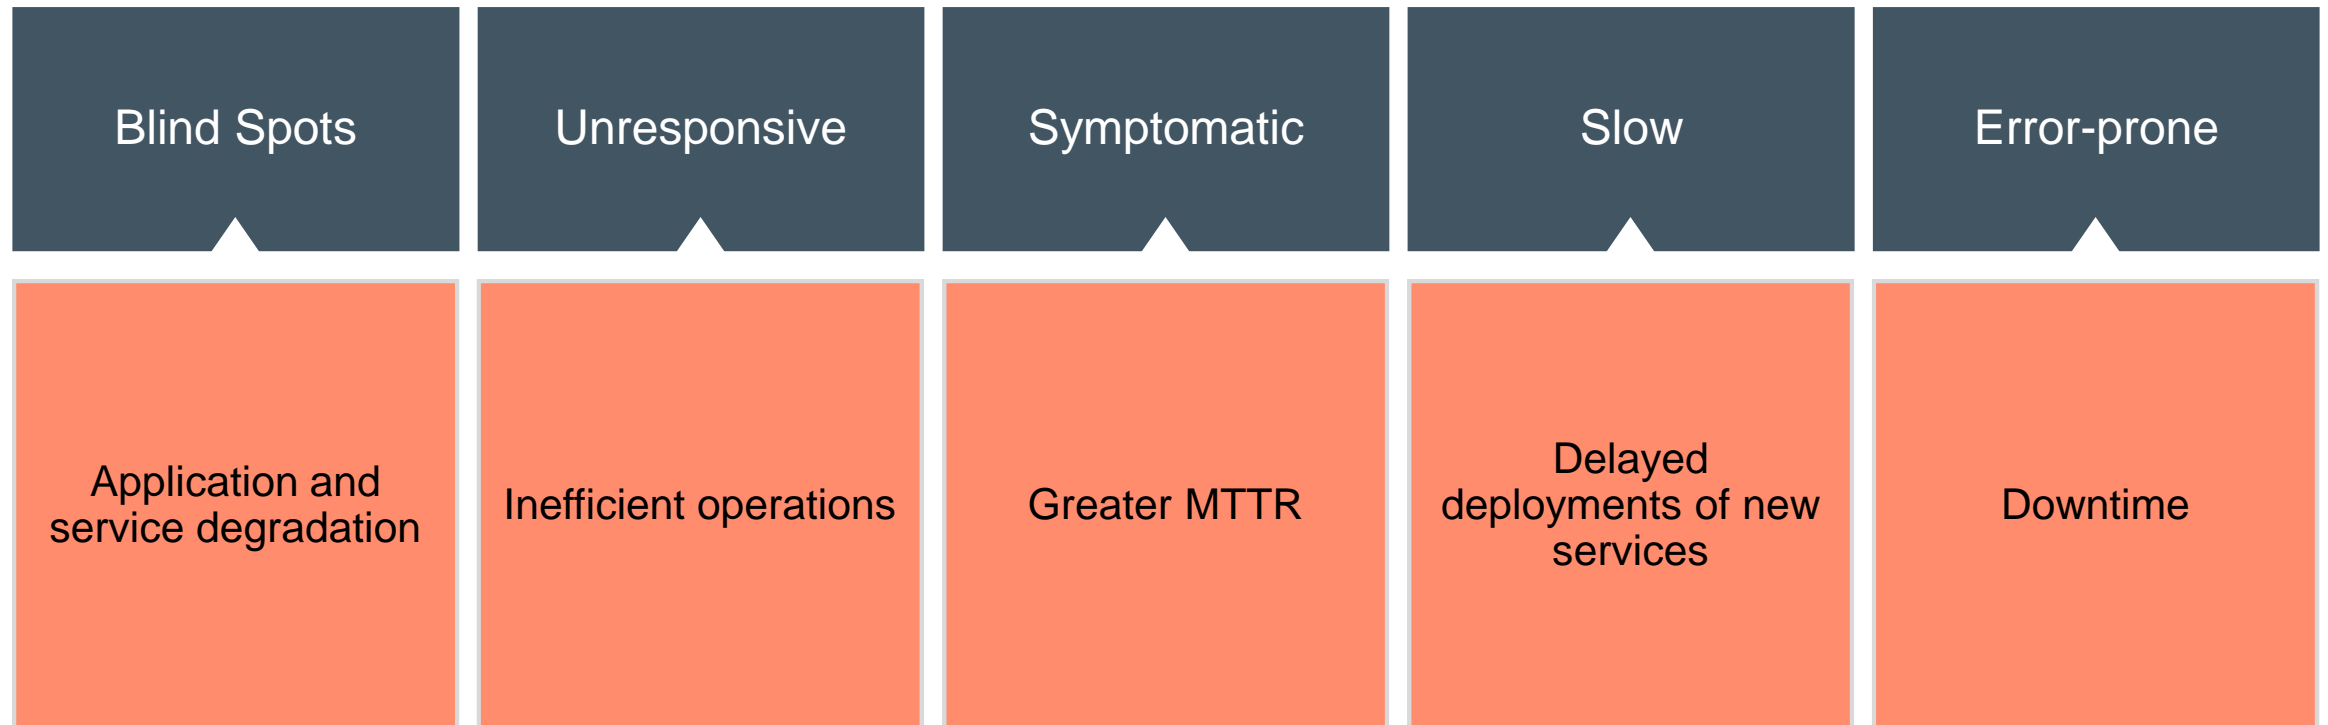 Blind Spots
Unresponsive
Symptomatic
Slow
Error-prone
Application and
service degradation
Inefficient operations
Greater MTTR
Delayed
deployments of new
services
Downtime